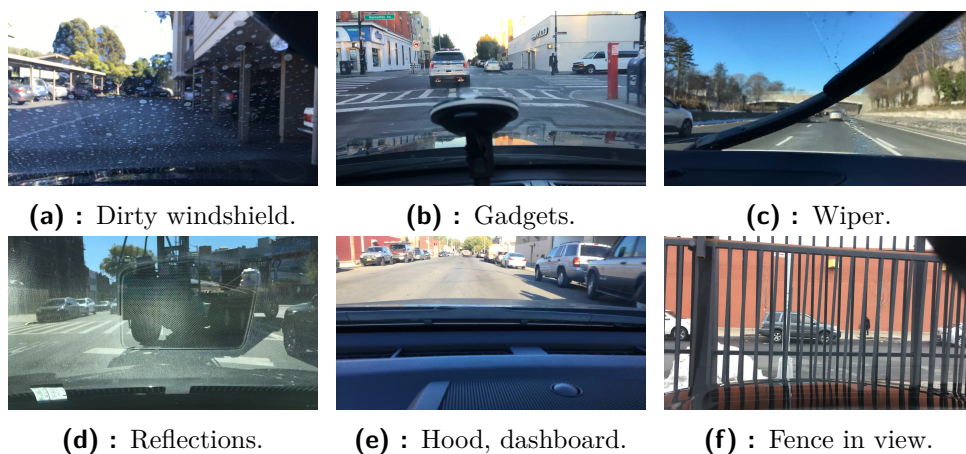 (a) : Dirty windshield.
(b) : Gadgets.
(c) : Wiper.
(d) : Reflections.
(e) : Hood, dashboard.
(f) : Fence in view.